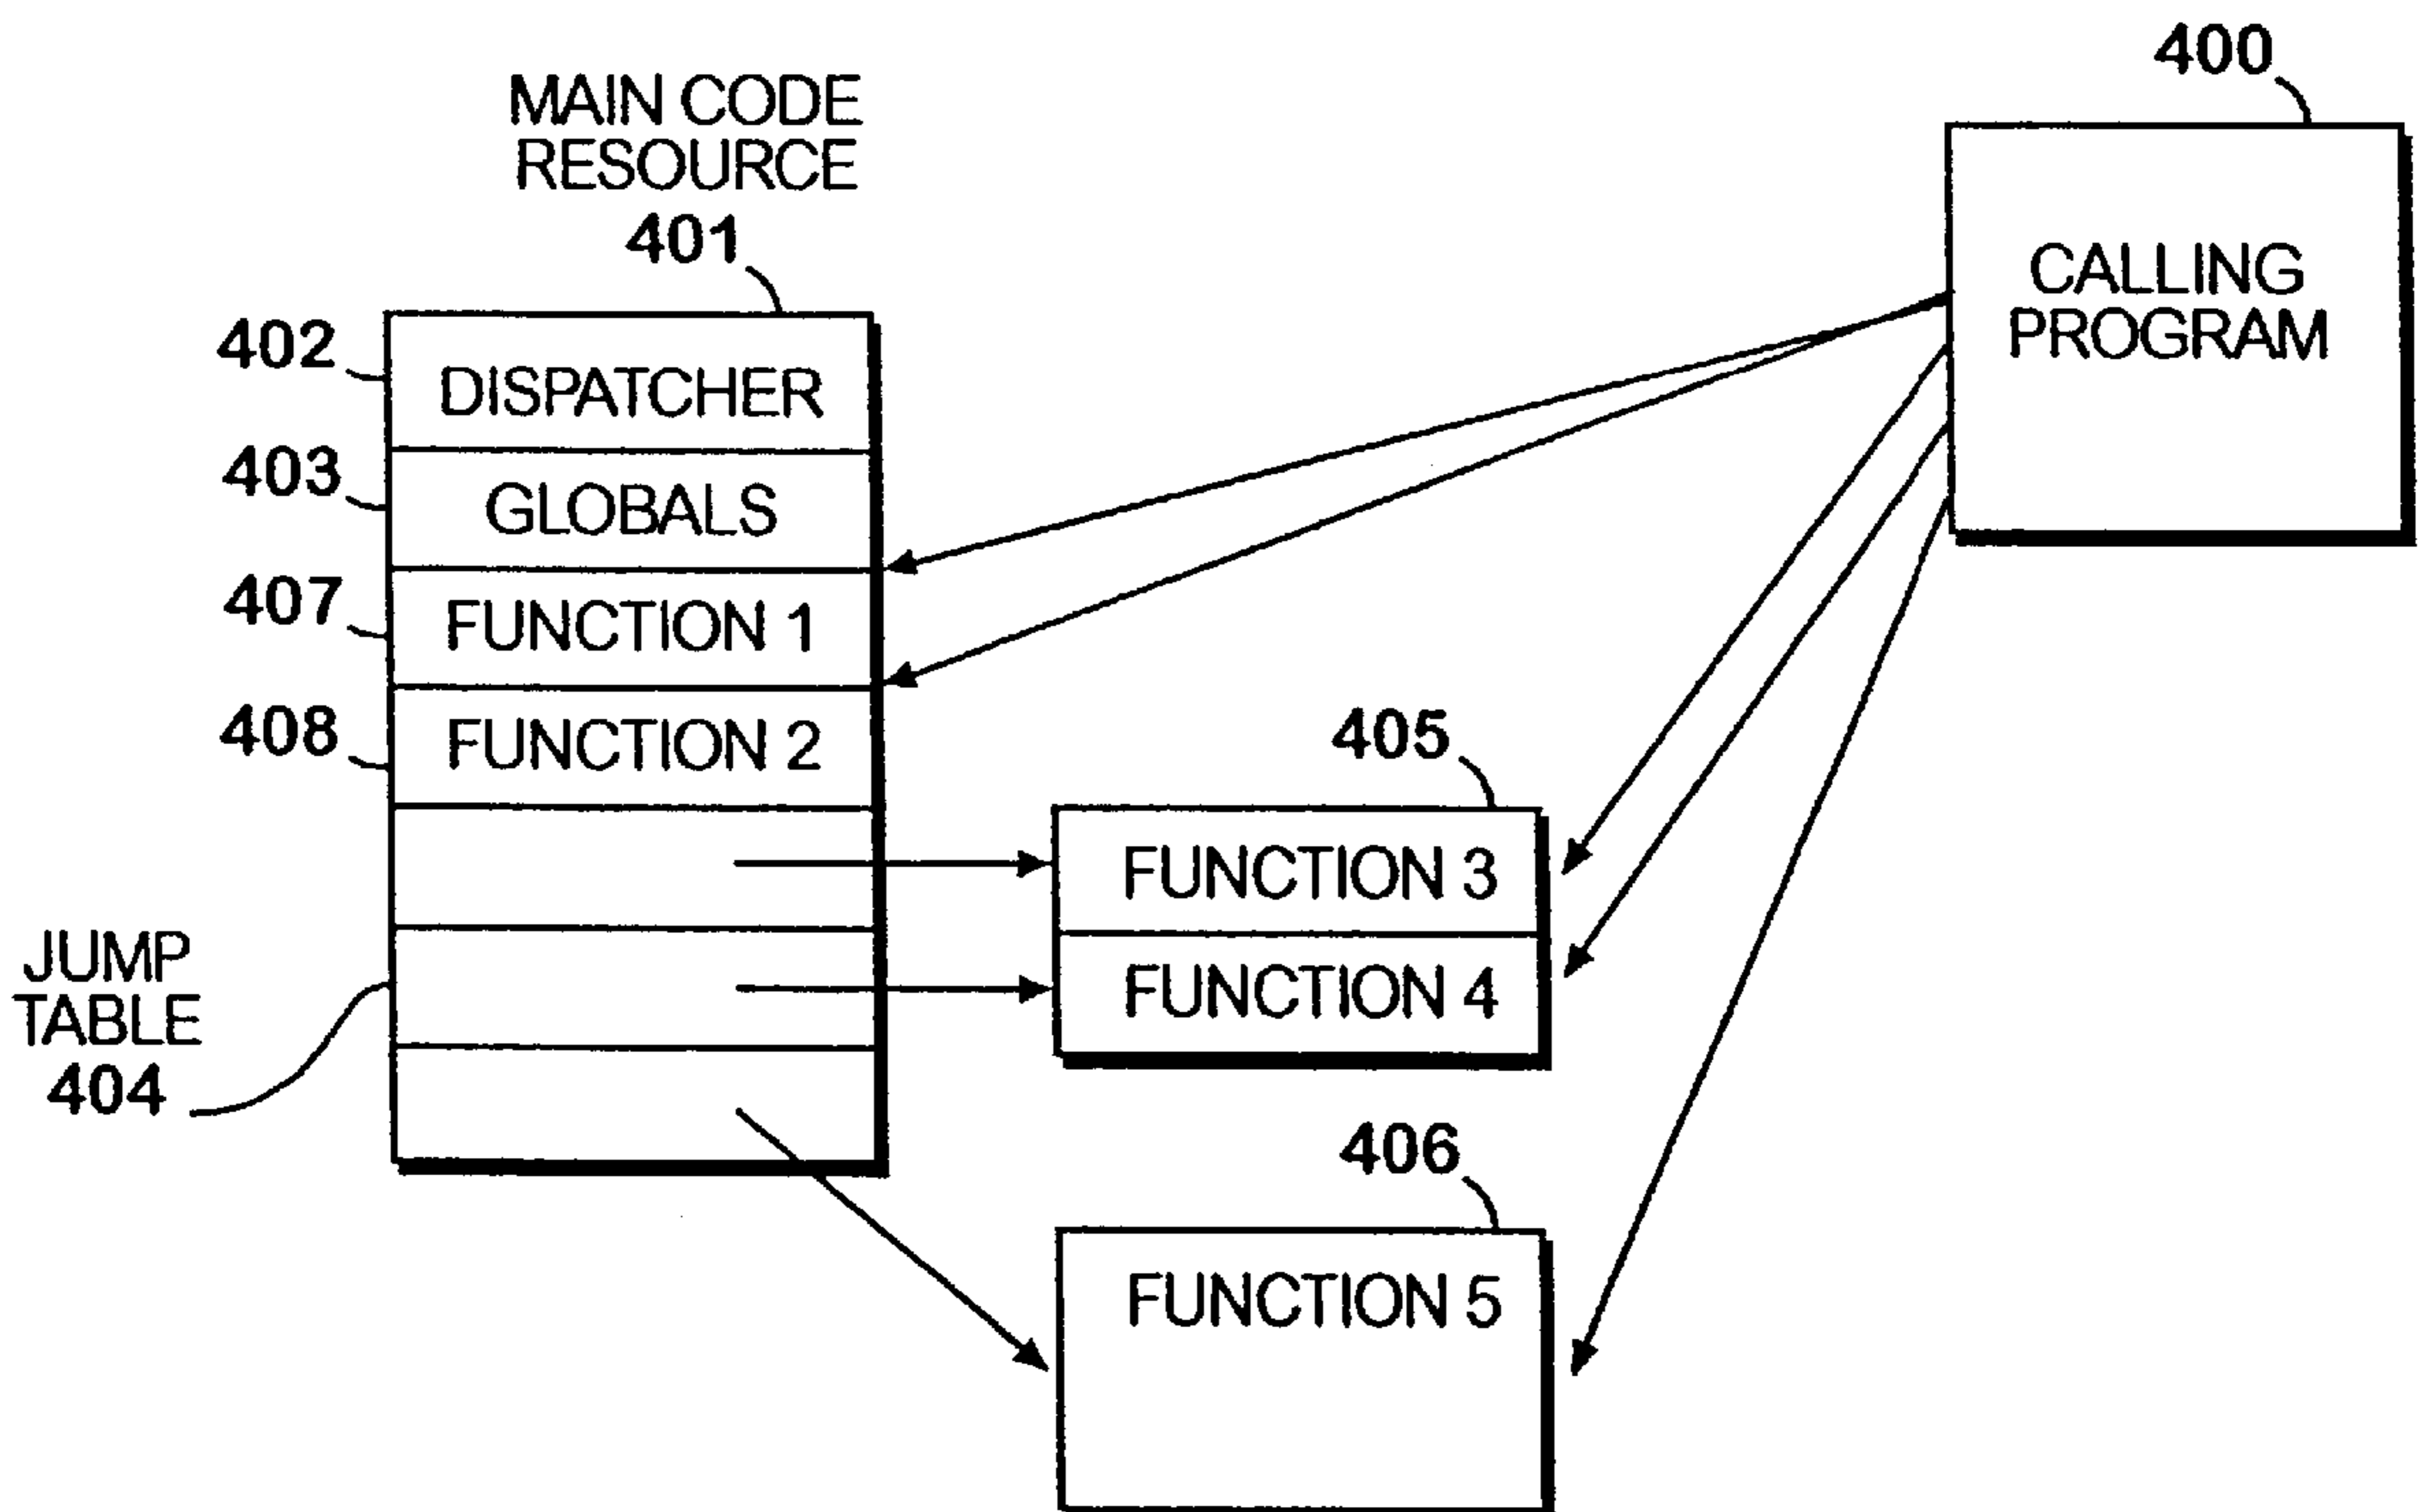 400
MAIN CODE
RESOURCE
401
CALLING
PROGRAM
402
DISPATCHER
403
GLOBALS
407
FUNCTION 1
408
FUNCTION 2
405
FUNCTION 3
JUMP
TABLE
404
FUNCTION 4
406
FUNCTION 5